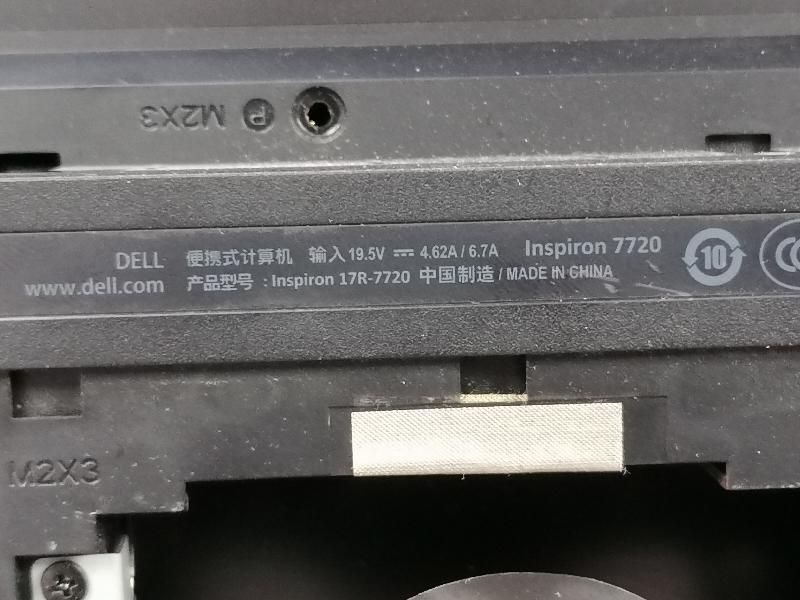 M2X3 P
DELL 便携式计算机 输入 19.5V ⎓ 4.62A / 6.7A Inspiron 7720 10
www.dell.com 产品型号 : Inspiron 17R-7720 中国制造 / MADE IN CHINA
M2X3